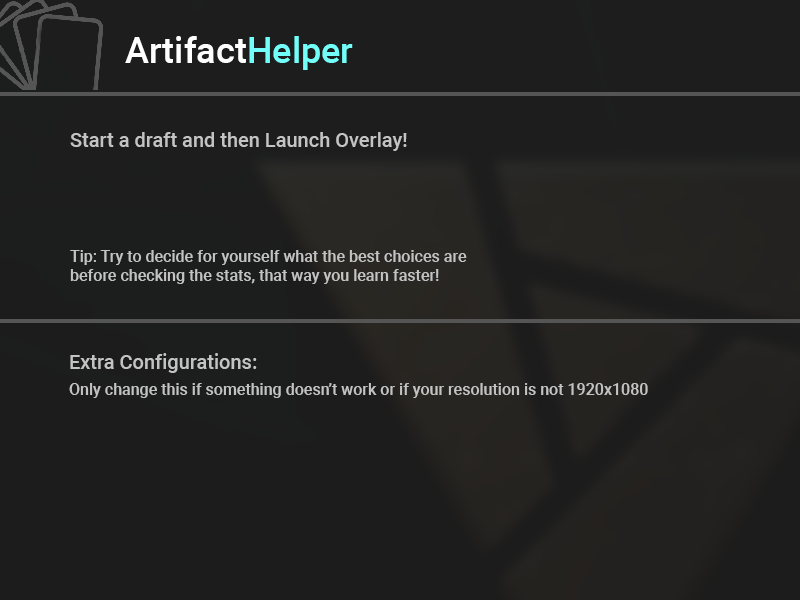 ArtifactHelper
Start a draft and then Launch Overlay!
Tip: Try to decide for yourself what the best choices are
before checking the stats, that way you learn faster!
Extra Configurations:
Only change this if something doesn’t work or if your resolution is not 1920x1080